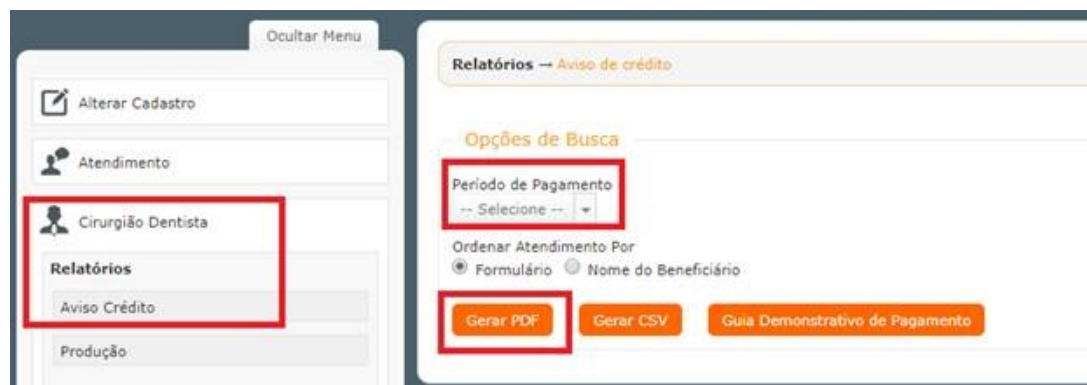 Ocultar Menu
Alterar Cadastro
Atendimento
Cirurgião Dentista
Relatórios
Aviso Crédito
Produção
Relatórios → Aviso de crédito
Opções de Busca
Período de Pagamento
-- Selecione --
Ordenar Atendimento Por
Formulário Nome do Beneficiário
Gerar PDF Gerar CSV Guia Demonstrativo de Pagamento